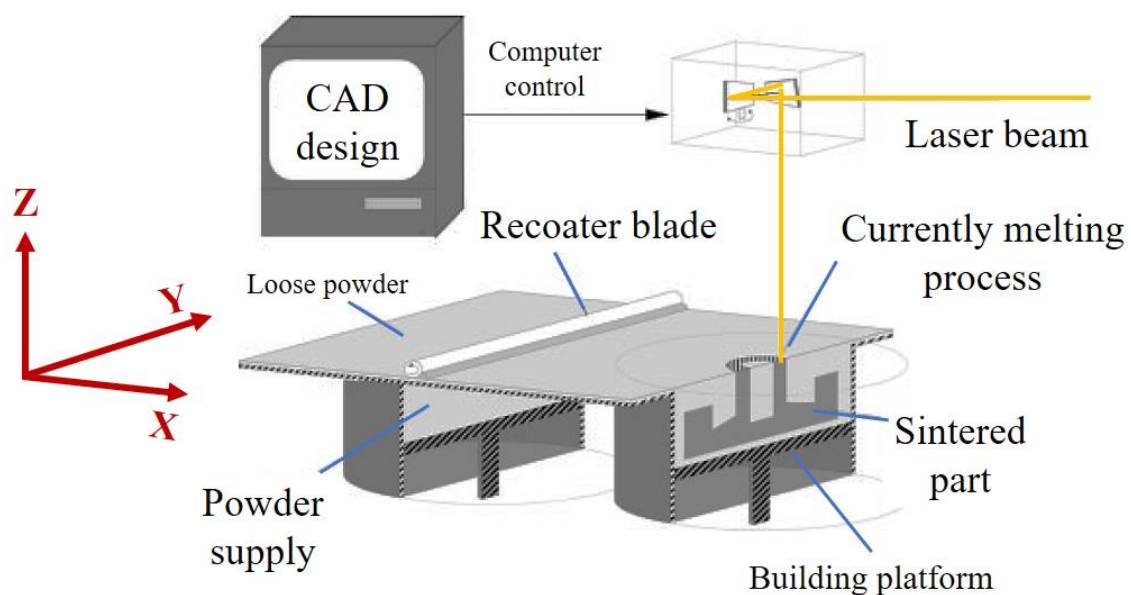 CAD
design
Computer
control
Laser beam
Z
Y
X
Recoater blade
Loose powder
Currently melting
process
Powder
supply
Sintered
part
Building platform